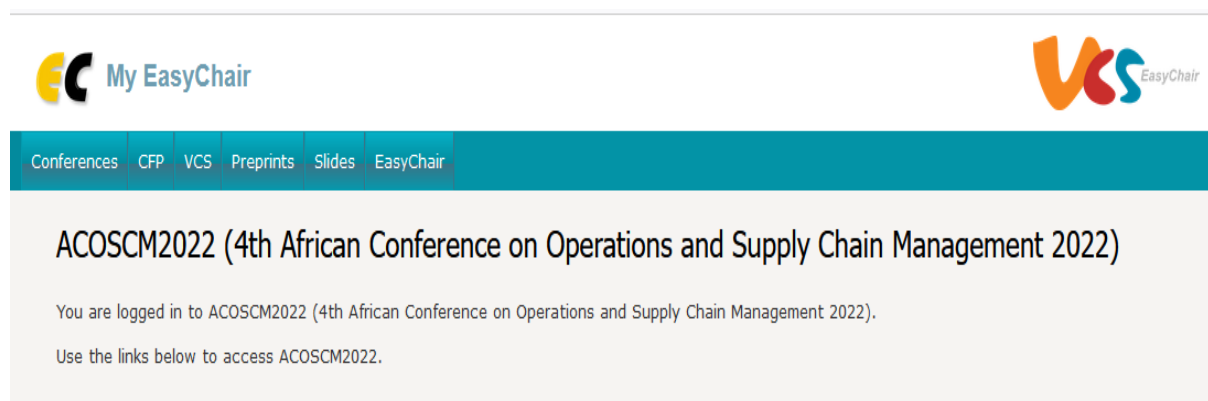 EC My EasyChair
VCS EasyChair
Conferences CFP VCS Preprints Slides EasyChair
ACOSCM2022 (4th African Conference on Operations and Supply Chain Management 2022)
You are logged in to ACOSCM2022 (4th African Conference on Operations and Supply Chain Management 2022).
Use the links below to access ACOSCM2022.